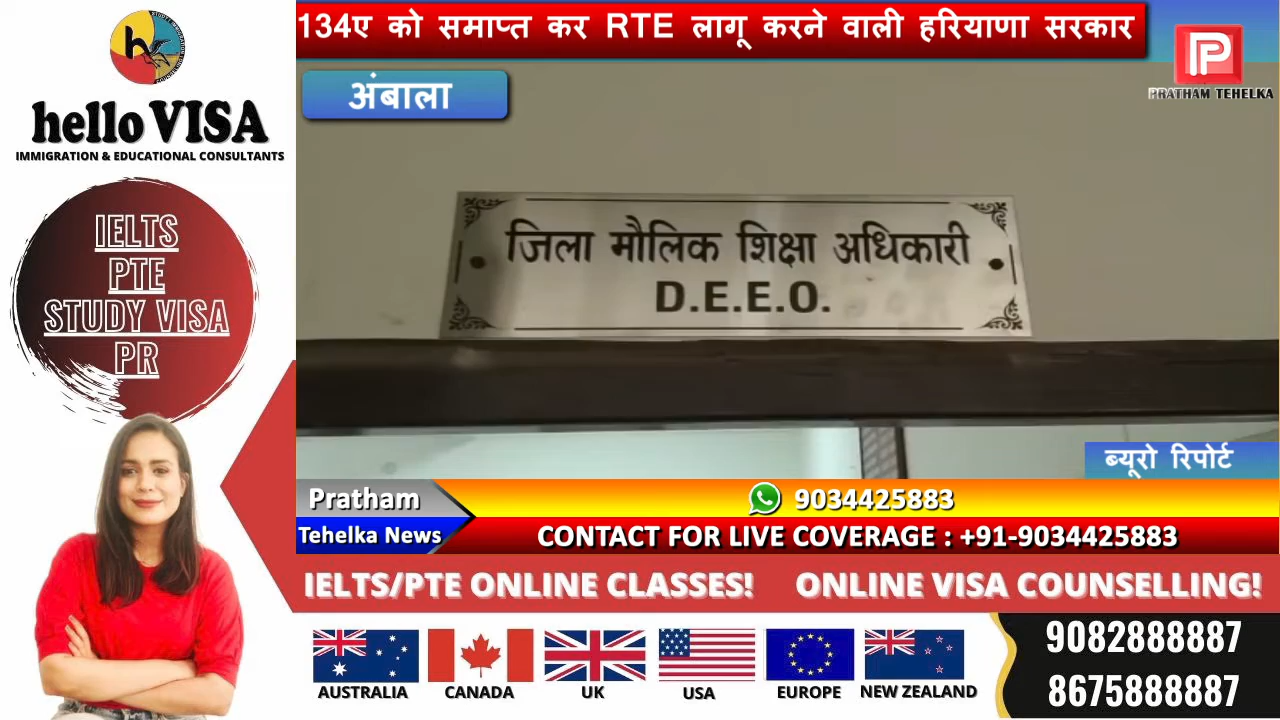 134ए को समाप्त कर RTE लागू करने वाली हरियाणा सरकार
अंबाला
PRATHAM TEHELKA
hello VISA
IMMIGRATION & EDUCATIONAL CONSULTANTS
IELTS
PTE
STUDY VISA
PR
जिला मौलिक शिक्षा अधिकारी
D.E.E.O.
ब्यूरो रिपोर्ट
Pratham
Tehelka News
9034425883
CONTACT FOR LIVE COVERAGE : +91-9034425883
IELTS/PTE ONLINE CLASSES! ONLINE VISA COUNSELLING!
AUSTRALIA CANADA UK USA EUROPE NEW ZEALAND
9082888887
8675888887